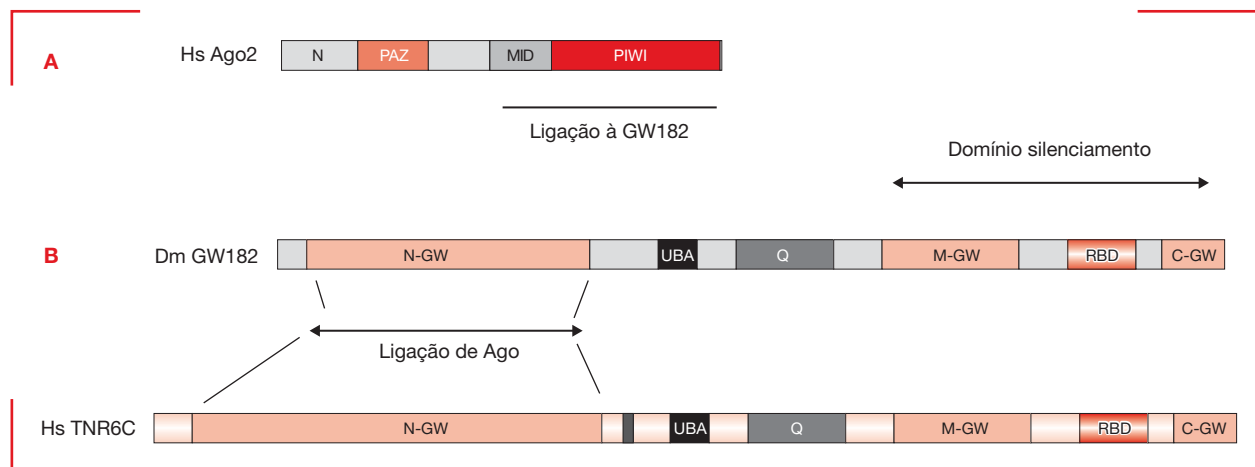 A
Hs Ago2
N PAZ MID PIWI
Ligação à GW182
Domínio silenciamento
B
Dm GW182
N-GW UBA Q M-GW RBD C-GW
Ligação de Ago
Hs TNR6C
N-GW UBA Q M-GW RBD C-GW